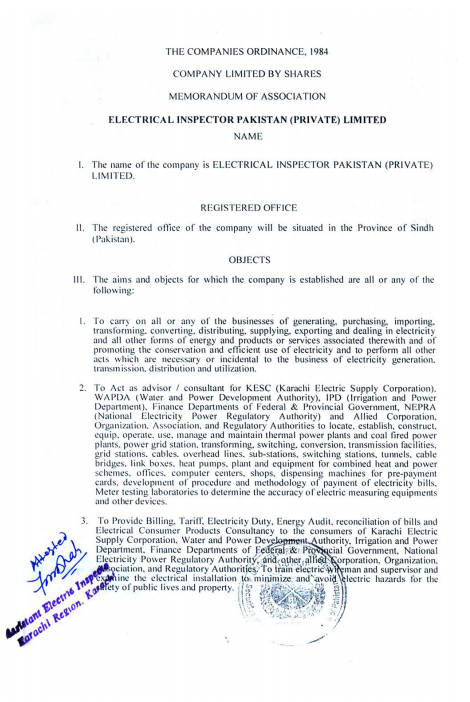 THE COMPANIES ORDINANCE, 1984
COMPANY LIMITED BY SHARES
MEMORANDUM OF ASSOCIATION
ELECTRICAL INSPECTOR PAKISTAN (PRIVATE) LIMITED
NAME
I. The name of the company is ELECTRICAL INSPECTOR PAKISTAN (PRIVATE)
LIMITED.
REGISTERED OFFICE
II. The registered office of the company will be situated in the Province of Sindh
(Pakistan).
OBJECTS
III. The aims and objects for which the company is established are all or any of the
following:
1. To carry on all or any of the businesses of generating, purchasing, importing,
transforming, converting, distributing, supplying, exporting and dealing in electricity
and all other forms of energy and products or services associated therewith and of
promoting the conservation and efficient use of electricity and to perform all other
acts which are necessary or incidental to the business of electricity generation,
transmission, distribution and utilization.
2. To Act as advisor / consultant for KESC (Karachi Electric Supply Corporation),
WAPDA (Water and Power Development Authority), IPD (Irrigation and Power
Department), Finance Departments of Federal & Provincial Government, NEPRA
(National Electricity Power Regulatory Authority) and Allied Corporation,
Organization, Association, and Regulatory Authorities to locate, establish, construct,
equip, operate, use, manage and maintain thermal power plants and coal fired power
plants, power grid station, transforming, switching, conversion, transmission facilities,
grid stations, cables, overhead lines, sub-stations, switching stations, tunnels, cable
bridges, link boxes, heat pumps, plant and equipment for combined heat and power
schemes, offices, computer centers, shops, dispensing machines for pre-payment
cards, development of procedure and methodology of payment of electricity bills,
Meter testing laboratories to determine the accuracy of electric measuring equipments
and other devices.
3. To Provide Billing, Tariff, Electricity Duty, Energy Audit, reconciliation of bills and
Electrical Consumer Products Consultancy to the consumers of Karachi Electric
Supply Corporation, Water and Power Development Authority, Irrigation and Power
Department, Finance Departments of Federal & Provincial Government, National
Electricity Power Regulatory Authority, and other allied Corporation, Organization,
Association, and Regulatory Authorities. To train electric wireman and supervisor and
examine the electrical installation to minimize and avoid electric hazards for the
safety of public lives and property.
Attested
Assistant Electric Inspector
Karachi Region, Karachi